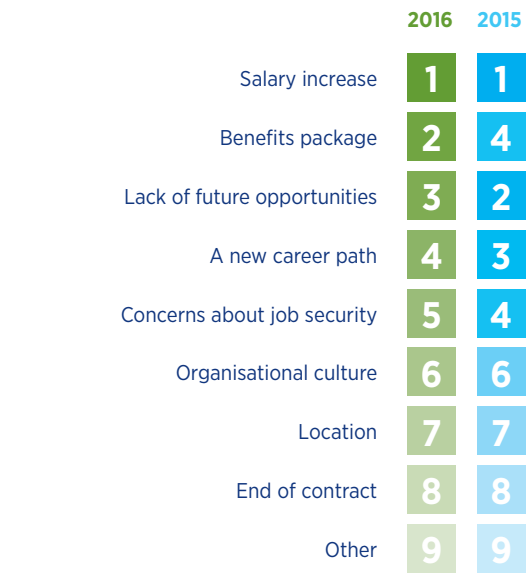 2016 2015
Salary increase 1 1
Benefits package 2 4
Lack of future opportunities 3 2
A new career path 4 3
Concerns about job security 5 4
Organisational culture 6 6
Location 7 7
End of contract 8 8
Other 9 9